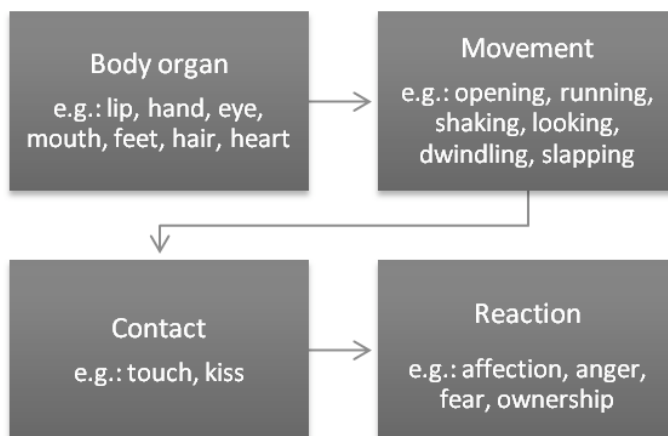 Body organ
e.g.: lip, hand, eye,
mouth, feet, hair, heart
Movement
e.g.: opening, running,
shaking, looking,
dwindling, slapping
Contact
e.g.: touch, kiss
Reaction
e.g.: affection, anger,
fear, ownership